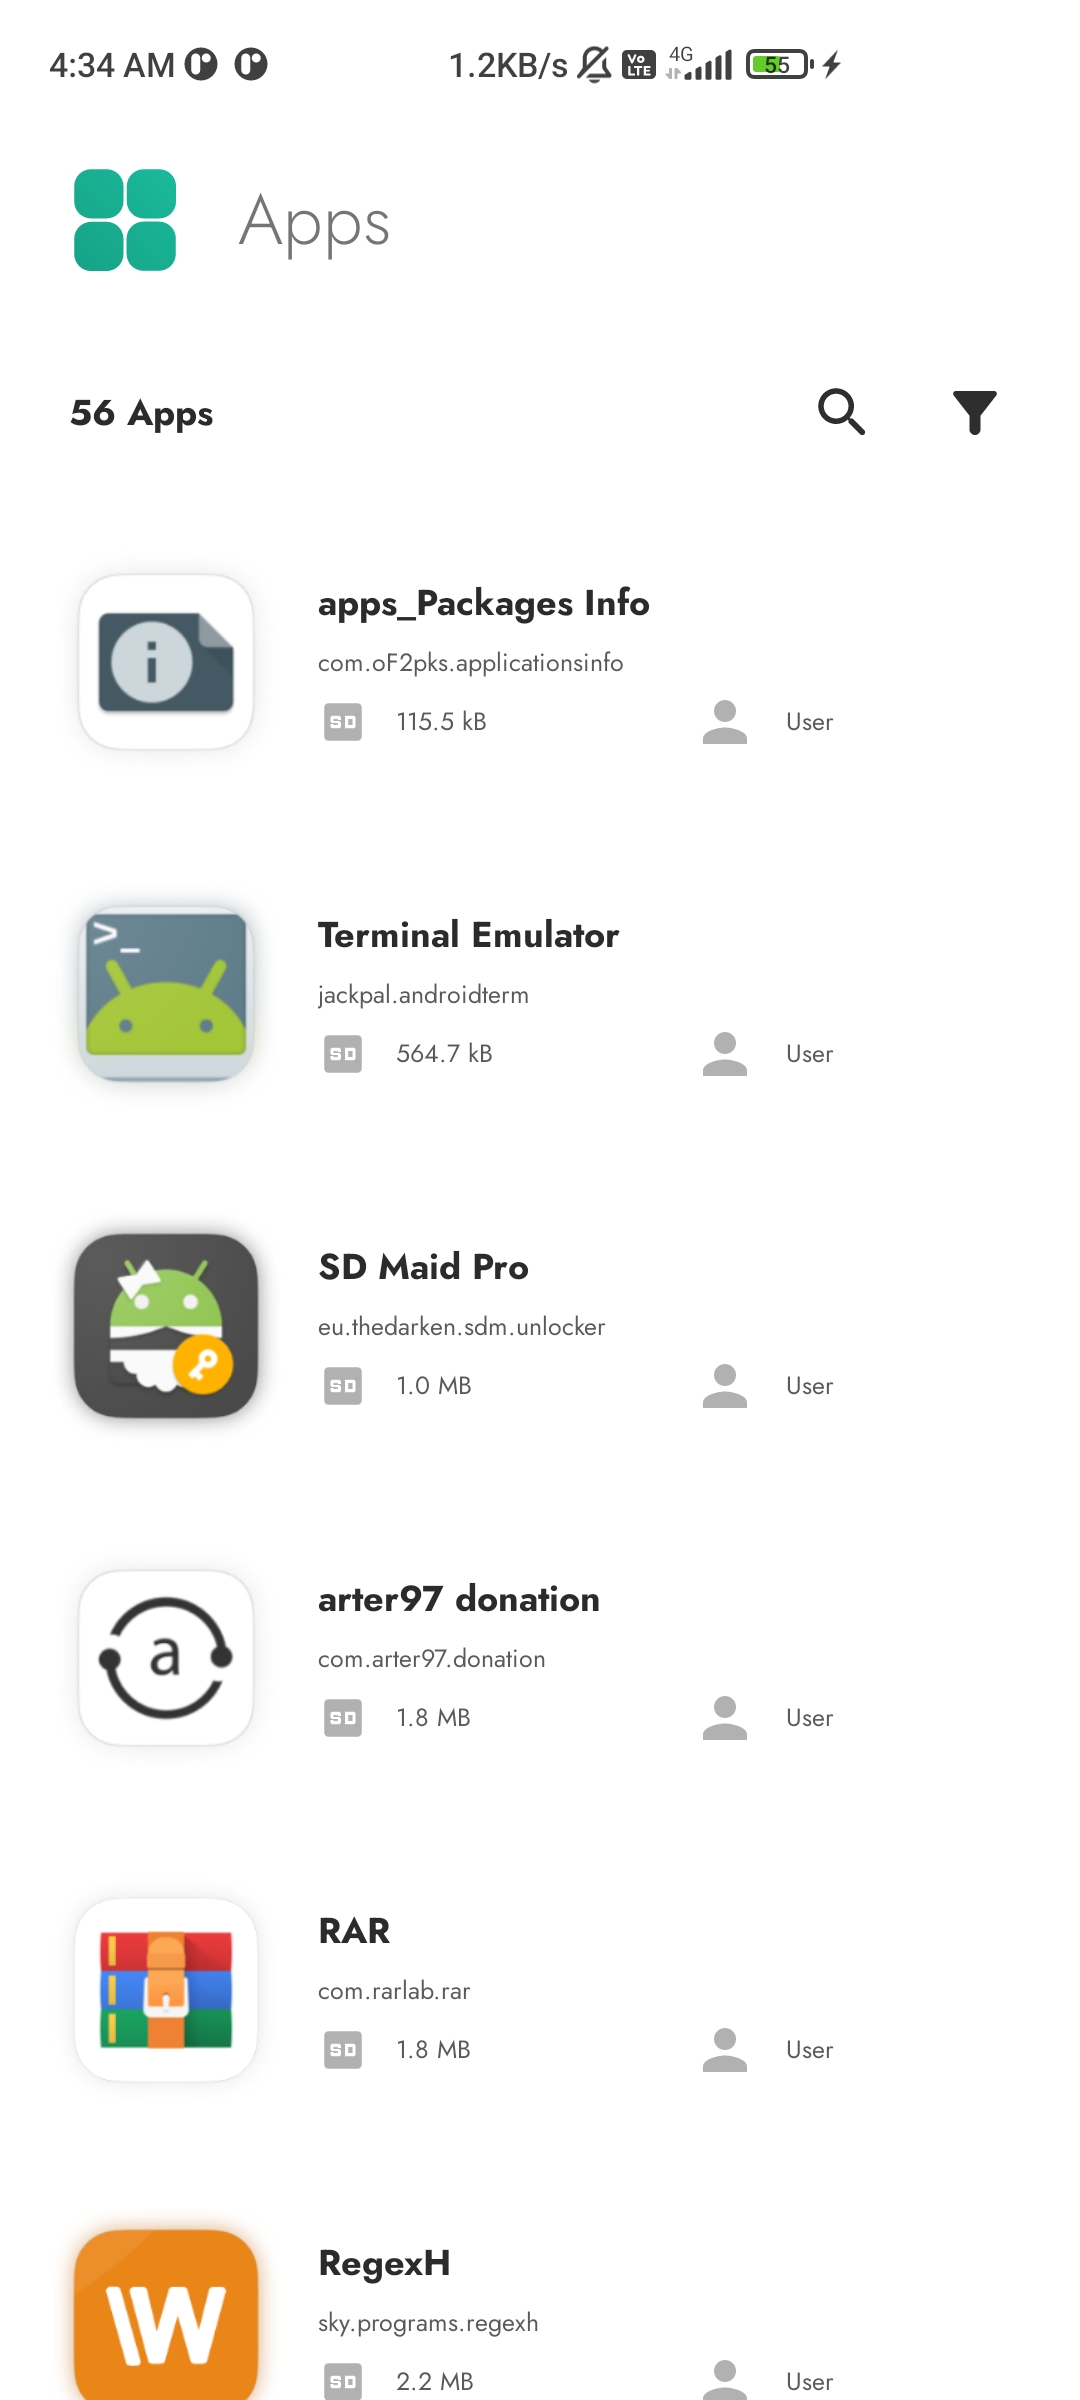 4:34 AM 1.2KB/s Vo LTE 4G 55
Apps
56 Apps
apps_Packages Info
com.oF2pks.applicationsinfo
SD 115.5 kB User
>_
Terminal Emulator
jackpal.androidterm
SD 564.7 kB User
SD Maid Pro
eu.thedarken.sdm.unlocker
SD 1.0 MB User
a
arter97 donation
com.arter97.donation
SD 1.8 MB User
RAR
com.rarlab.rar
SD 1.8 MB User
RegexH
sky.programs.regexh
\W
SD 2.2 MB User